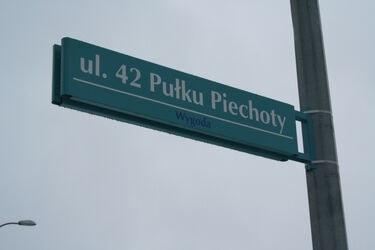 ul. 42 Pułku Piechoty
Wygoda